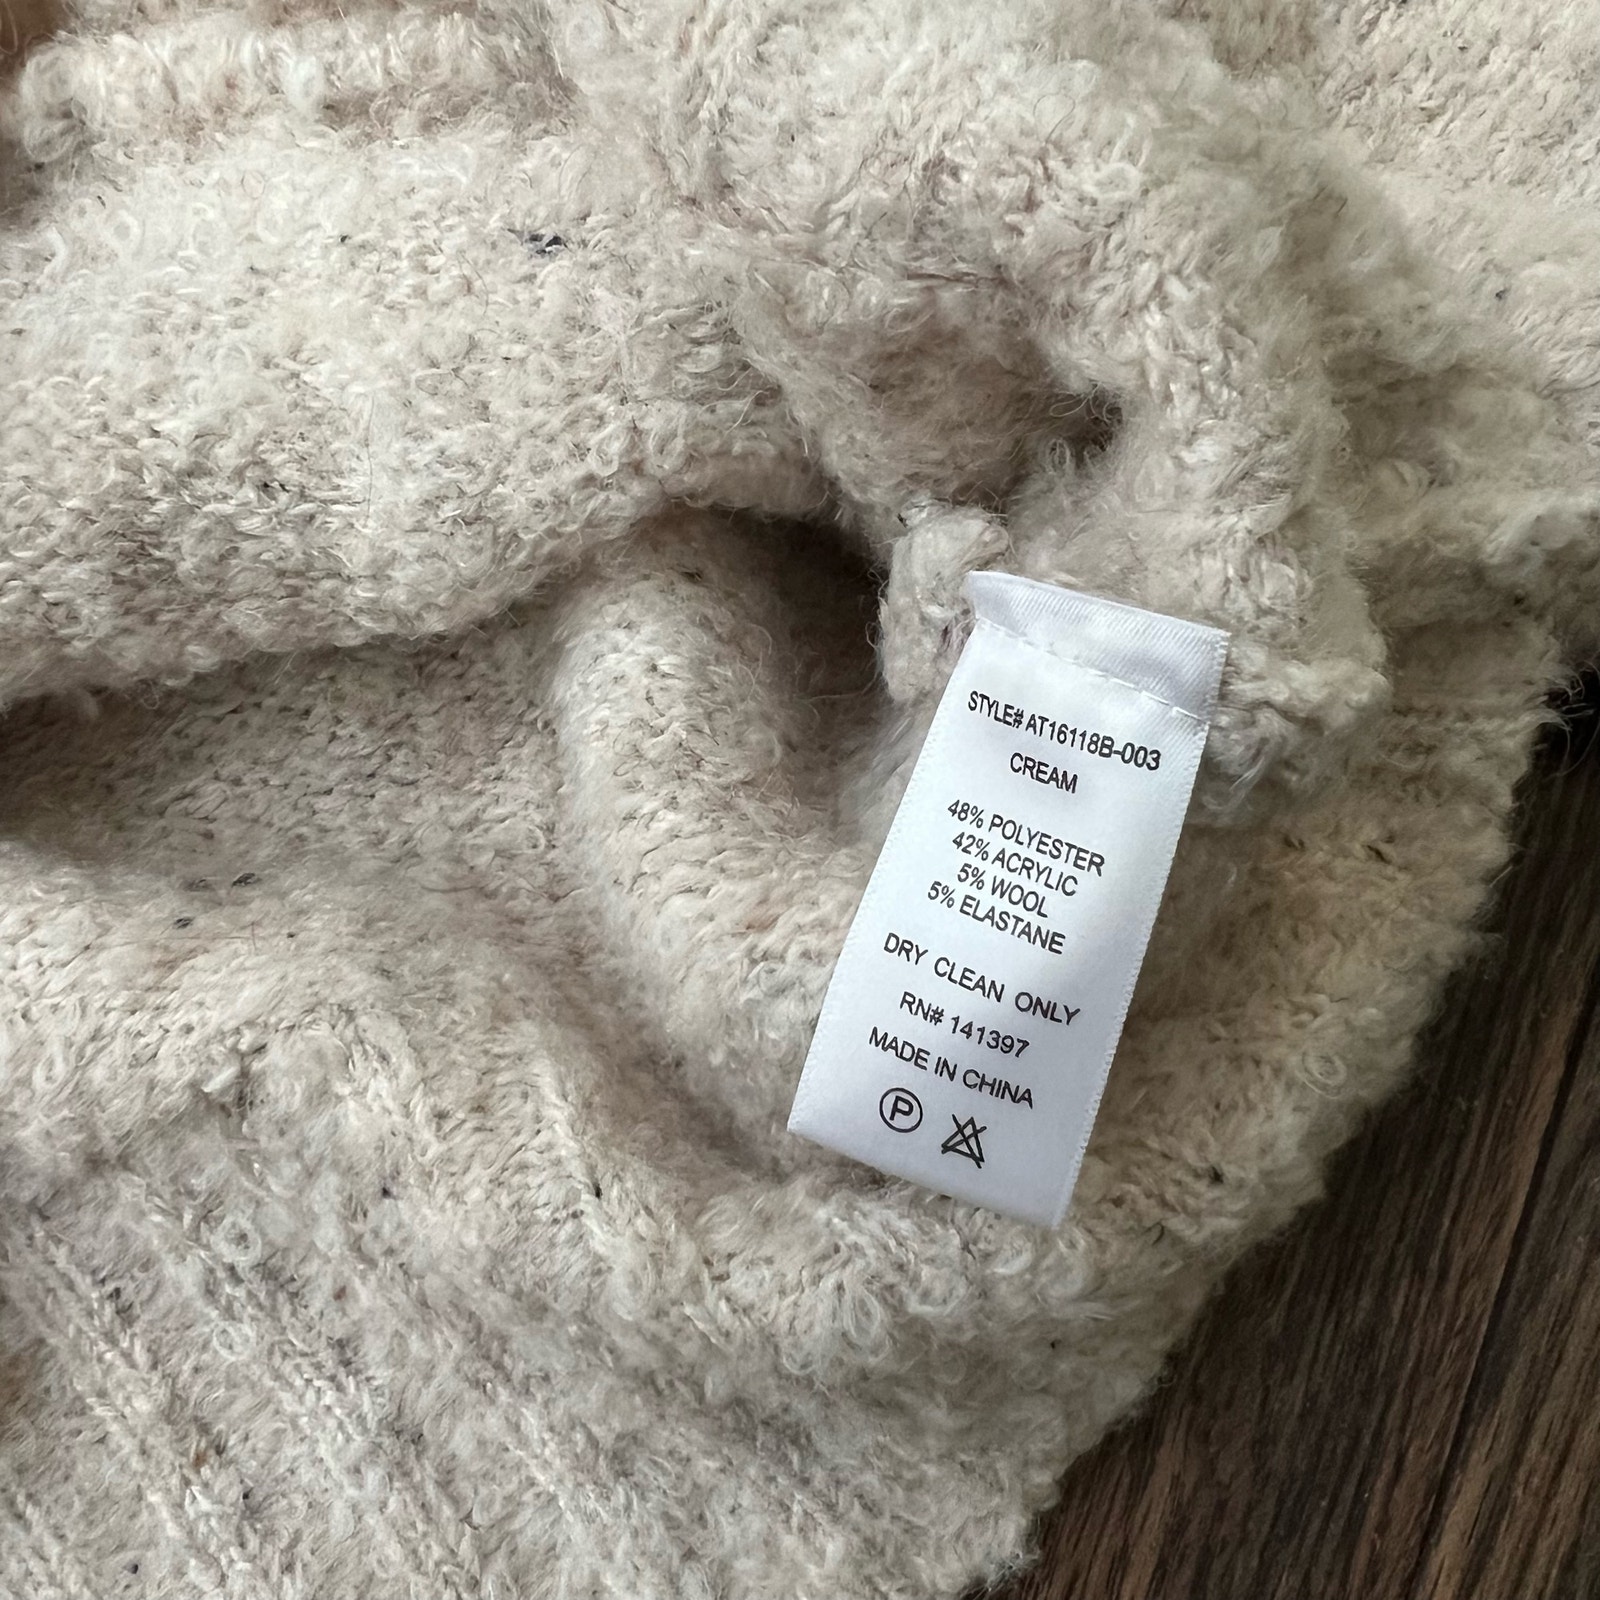 STYLE# AT16118B-003
CREAM
48% POLYESTER
42% ACRYLIC
5% WOOL
5% ELASTANE
DRY CLEAN ONLY
RN# 141397
MADE IN CHINA
P